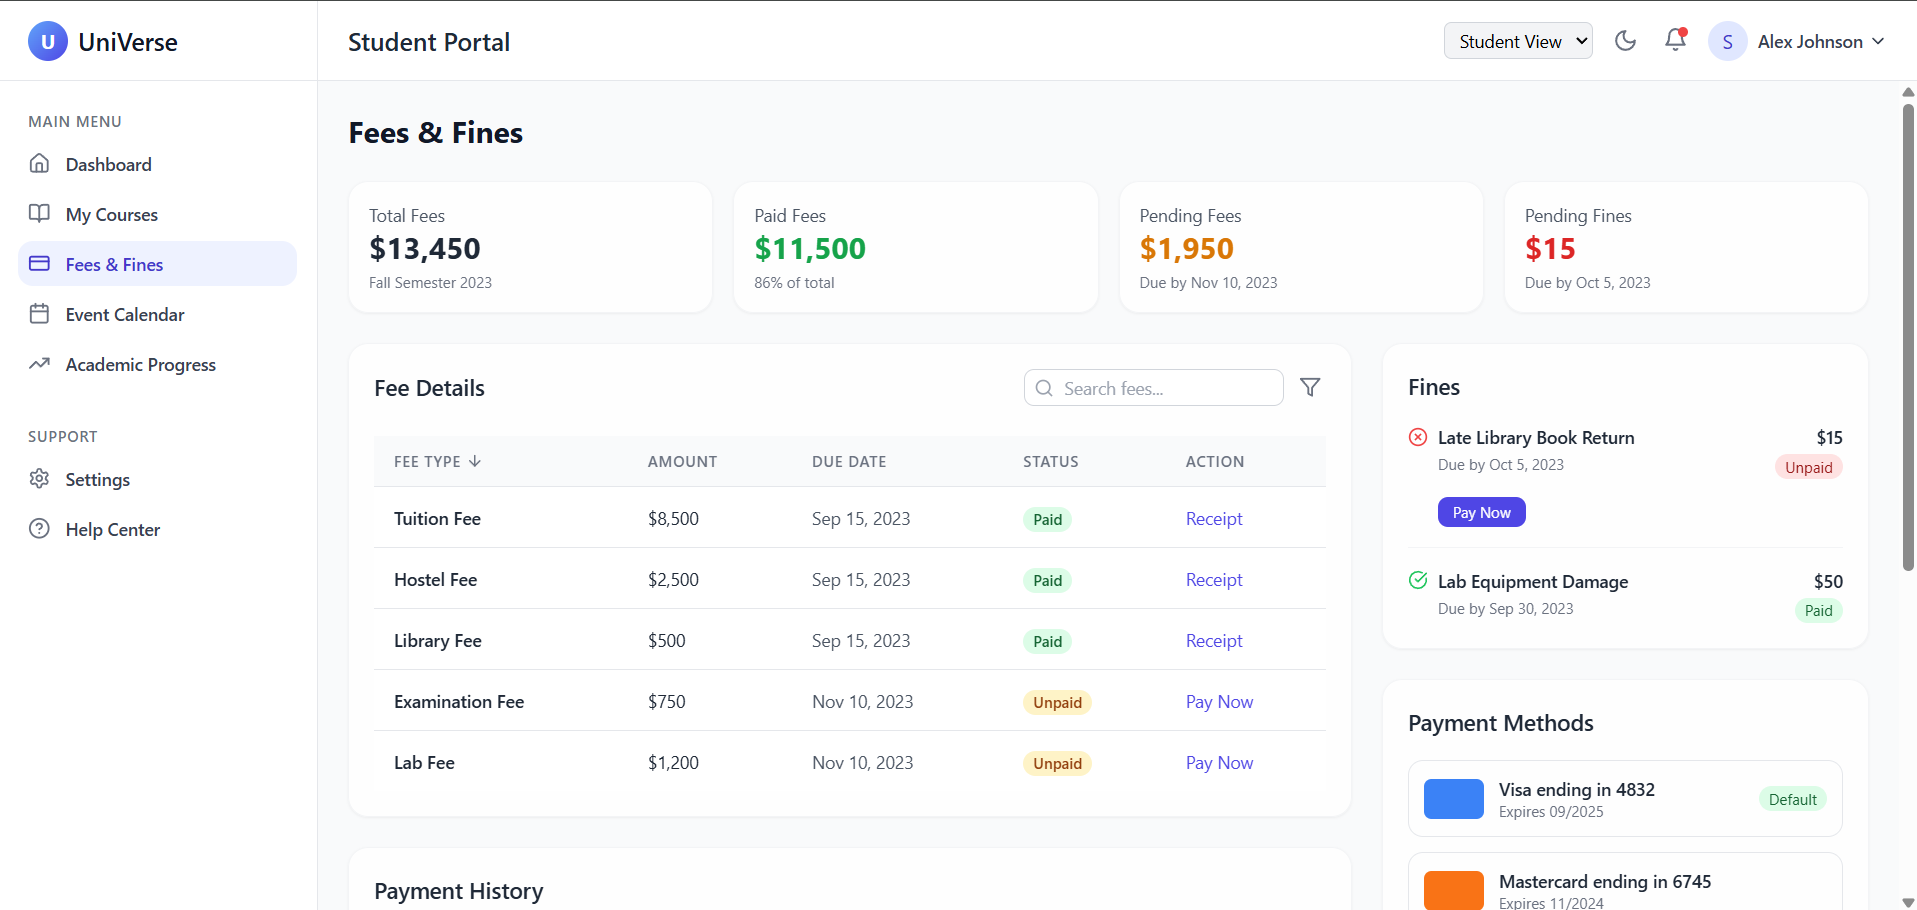 U UniVerse
Student Portal
Student View
S Alex Johnson
MAIN MENU
Dashboard
My Courses
Fees & Fines
Event Calendar
Academic Progress
SUPPORT
Settings
Help Center
Fees & Fines
Total Fees
$13,450
Fall Semester 2023
Paid Fees
$11,500
86% of total
Pending Fees
$1,950
Due by Nov 10, 2023
Pending Fines
$15
Due by Oct 5, 2023
Fee Details
Search fees...
FEE TYPE AMOUNT DUE DATE STATUS ACTION
Tuition Fee $8,500 Sep 15, 2023 Paid Receipt
Hostel Fee $2,500 Sep 15, 2023 Paid Receipt
Library Fee $500 Sep 15, 2023 Paid Receipt
Examination Fee $750 Nov 10, 2023 Unpaid Pay Now
Lab Fee $1,200 Nov 10, 2023 Unpaid Pay Now
Payment History
Fines
Late Library Book Return $15
Due by Oct 5, 2023 Unpaid
Pay Now
Lab Equipment Damage $50
Due by Sep 30, 2023 Paid
Payment Methods
Visa ending in 4832
Expires 09/2025
Default
Mastercard ending in 6745
Expires 11/2024